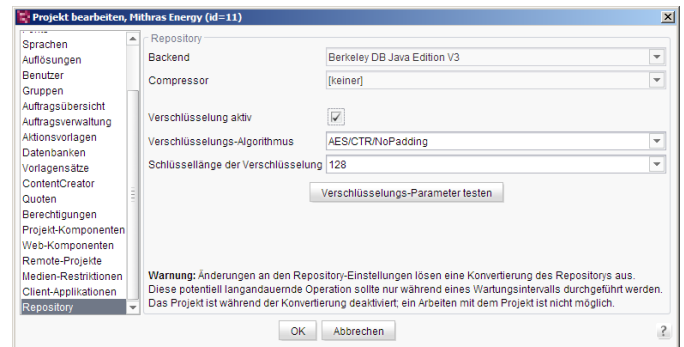 Projekt bearbeiten, Mithras Energy (id=11)
Sprachen
Auflösungen
Benutzer
Gruppen
Auftragsübersicht
Auftragsverwaltung
Aktionsvorlagen
Datenbanken
Vorlagensätze
ContentCreator
Quoten
Berechtigungen
Projekt-Komponenten
Web-Komponenten
Remote-Projekte
Medien-Restriktionen
Client-Applikationen
Repository
Repository
Backend Berkeley DB Java Edition V3
Compressor [keiner]
Verschlüsselung aktiv
Verschlüsselungs-Algorithmus AES/CTR/NoPadding
Schlüssellänge der Verschlüsselung 128
Verschlüsselungs-Parameter testen
Warnung: Änderungen an den Repository-Einstellungen lösen eine Konvertierung des Repositorys aus.
Diese potentiell langandauernde Operation sollte nur während eines Wartungsintervalls durchgeführt werden.
Das Projekt ist während der Konvertierung deaktiviert; ein Arbeiten mit dem Projekt ist nicht möglich.
OK Abbrechen ?